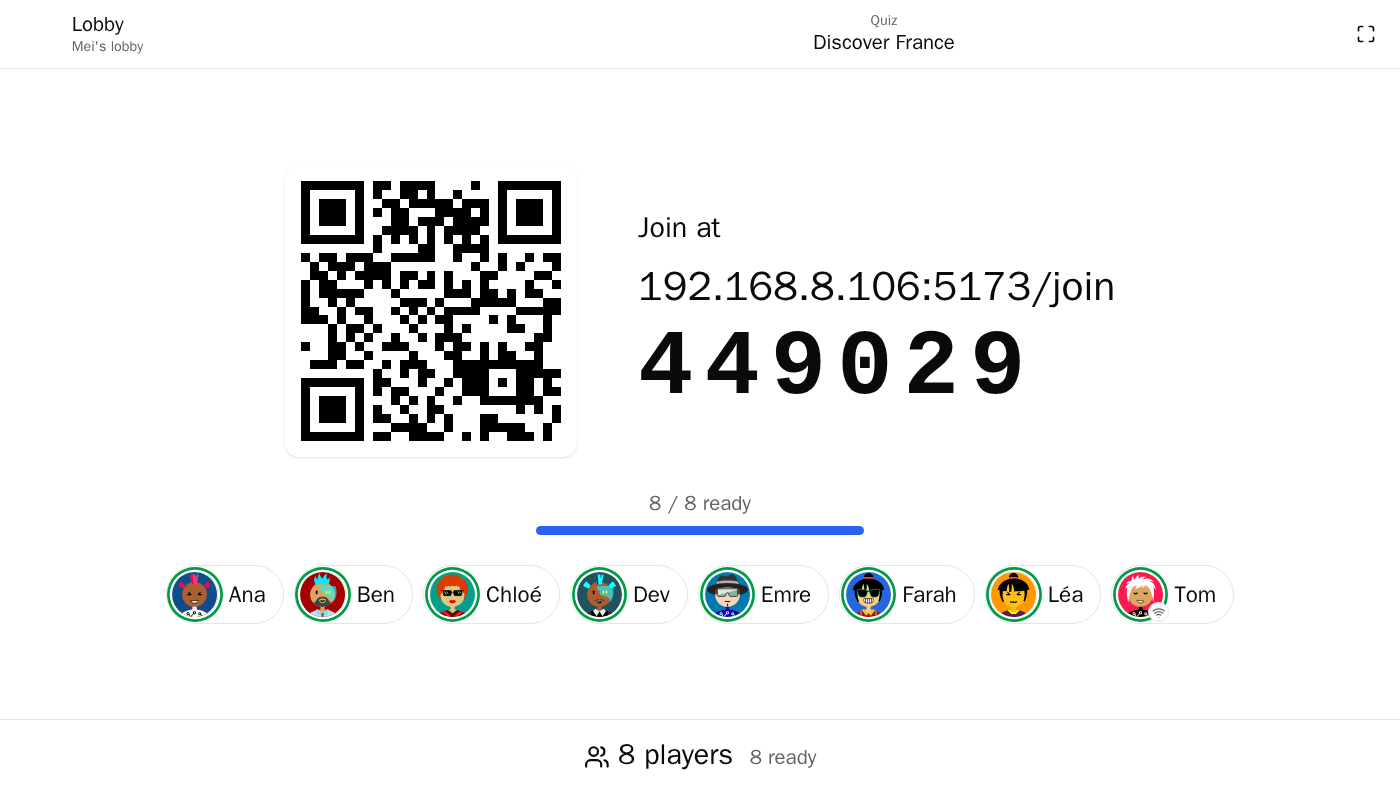 Lobby
Mei's lobby
Quiz
Discover France
Join at
192.168.8.106:5173/join
449029
8 / 8 ready
Ana
Ben
Chloé
Dev
Emre
Farah
Léa
Tom
8 players
8 ready